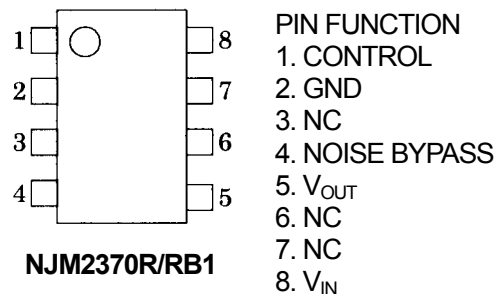 1
2
3
4
8
7
6
5
NJM2370R/RB1
PIN FUNCTION
1. CONTROL
2. GND
3. NC
4. NOISE BYPASS
5. VOUT
6. NC
7. NC
8. VIN